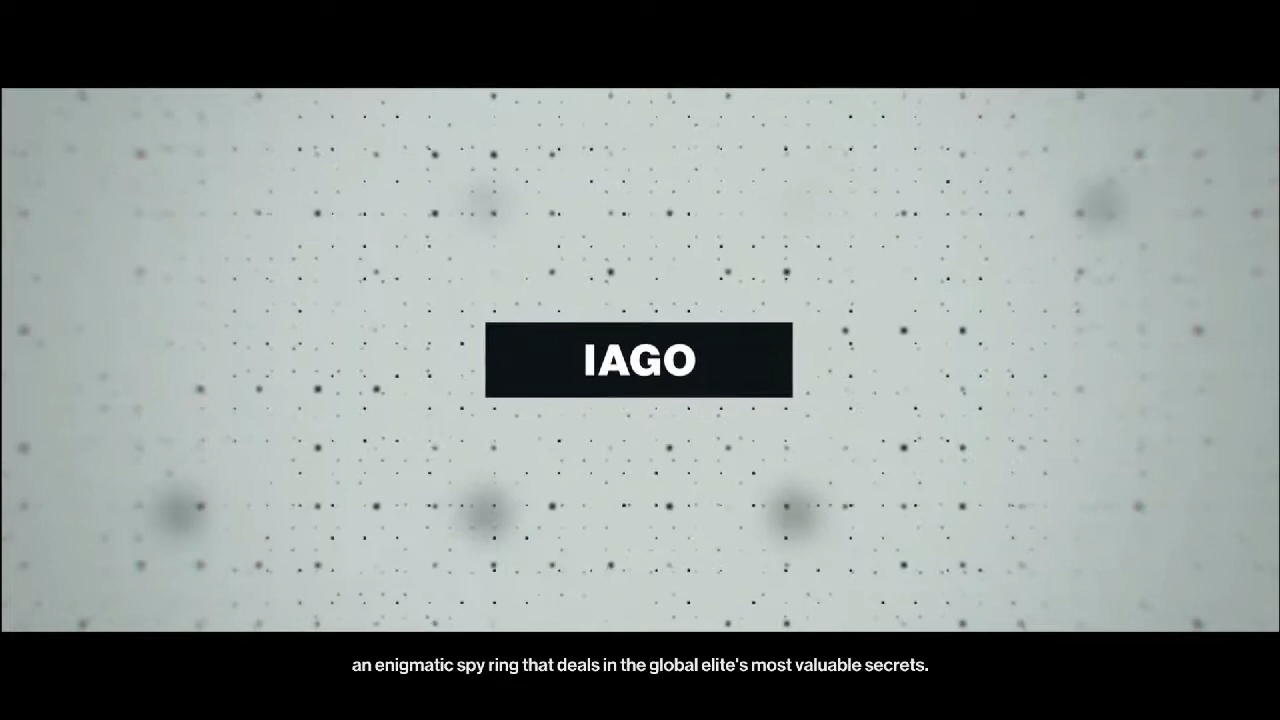 IAGO
an enigmatic spy ring that deals in the global elite's most valuable secrets.